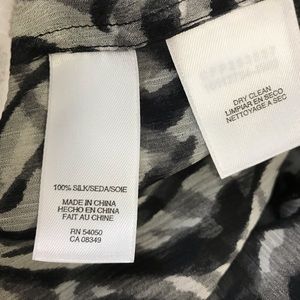 100% SILK/SEDA/SOIE
MADE IN CHINA
HECHO EN CHINA
FAIT AU CHINE
RN 54050
CA 08349
DRY CLEAN
LIMPIAR EN SECO
NETTOYAGE A SEC